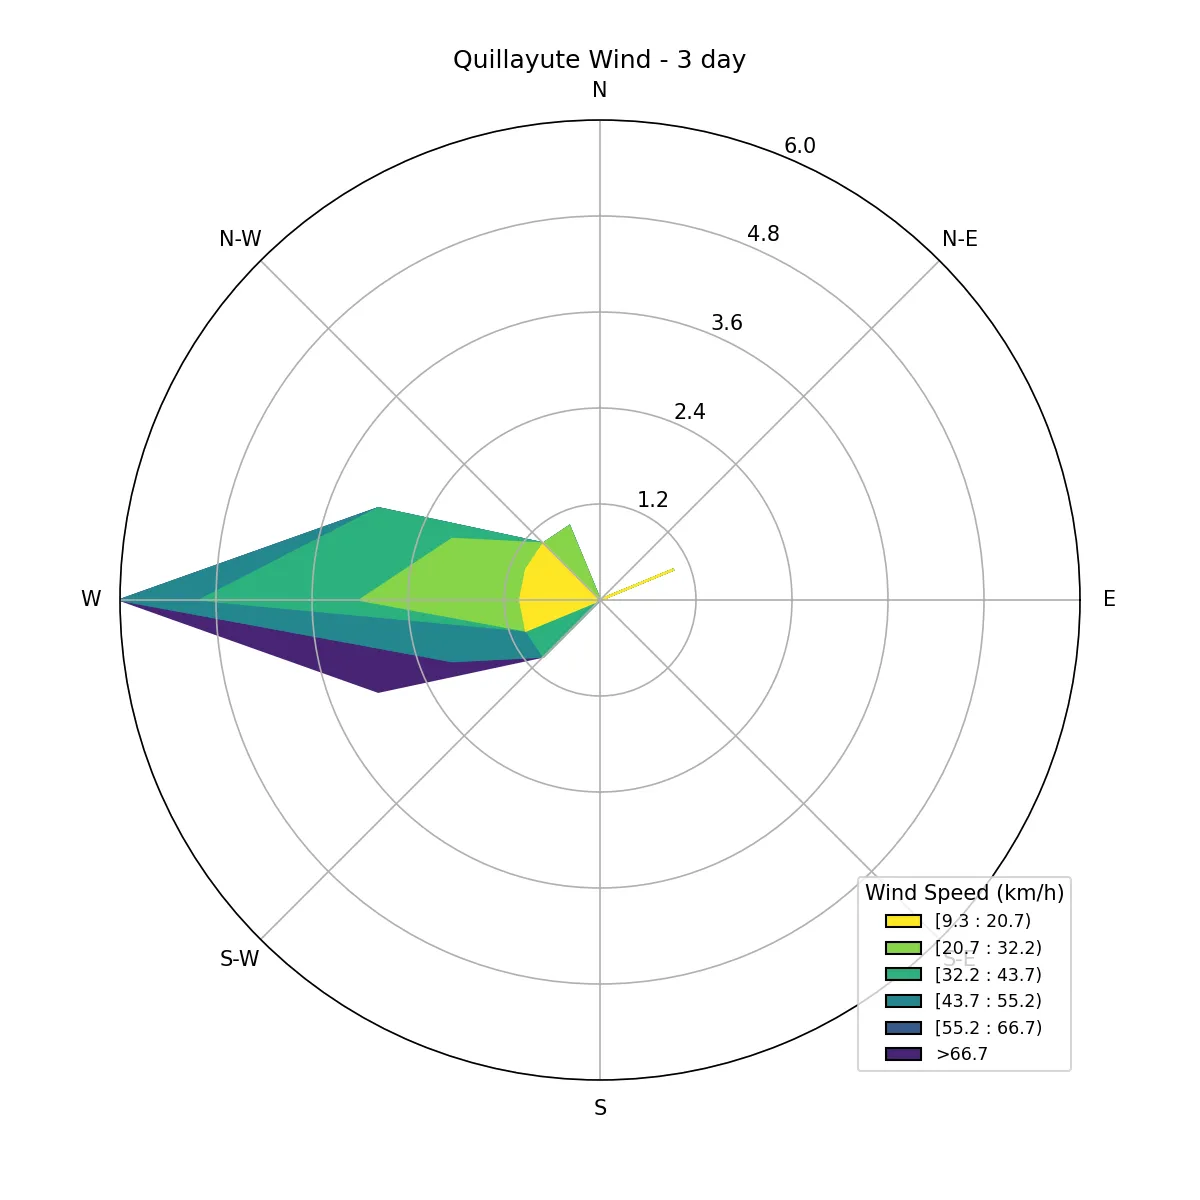 Quillayute Wind - 3 day
N
6.0
N-W
4.8
N-E
3.6
2.4
1.2
W
E
Wind Speed (km/h)
[9.3 : 20.7)
[20.7 : 32.2)
S-W
S-E
[32.2 : 43.7)
[43.7 : 55.2)
[55.2 : 66.7)
>66.7
S